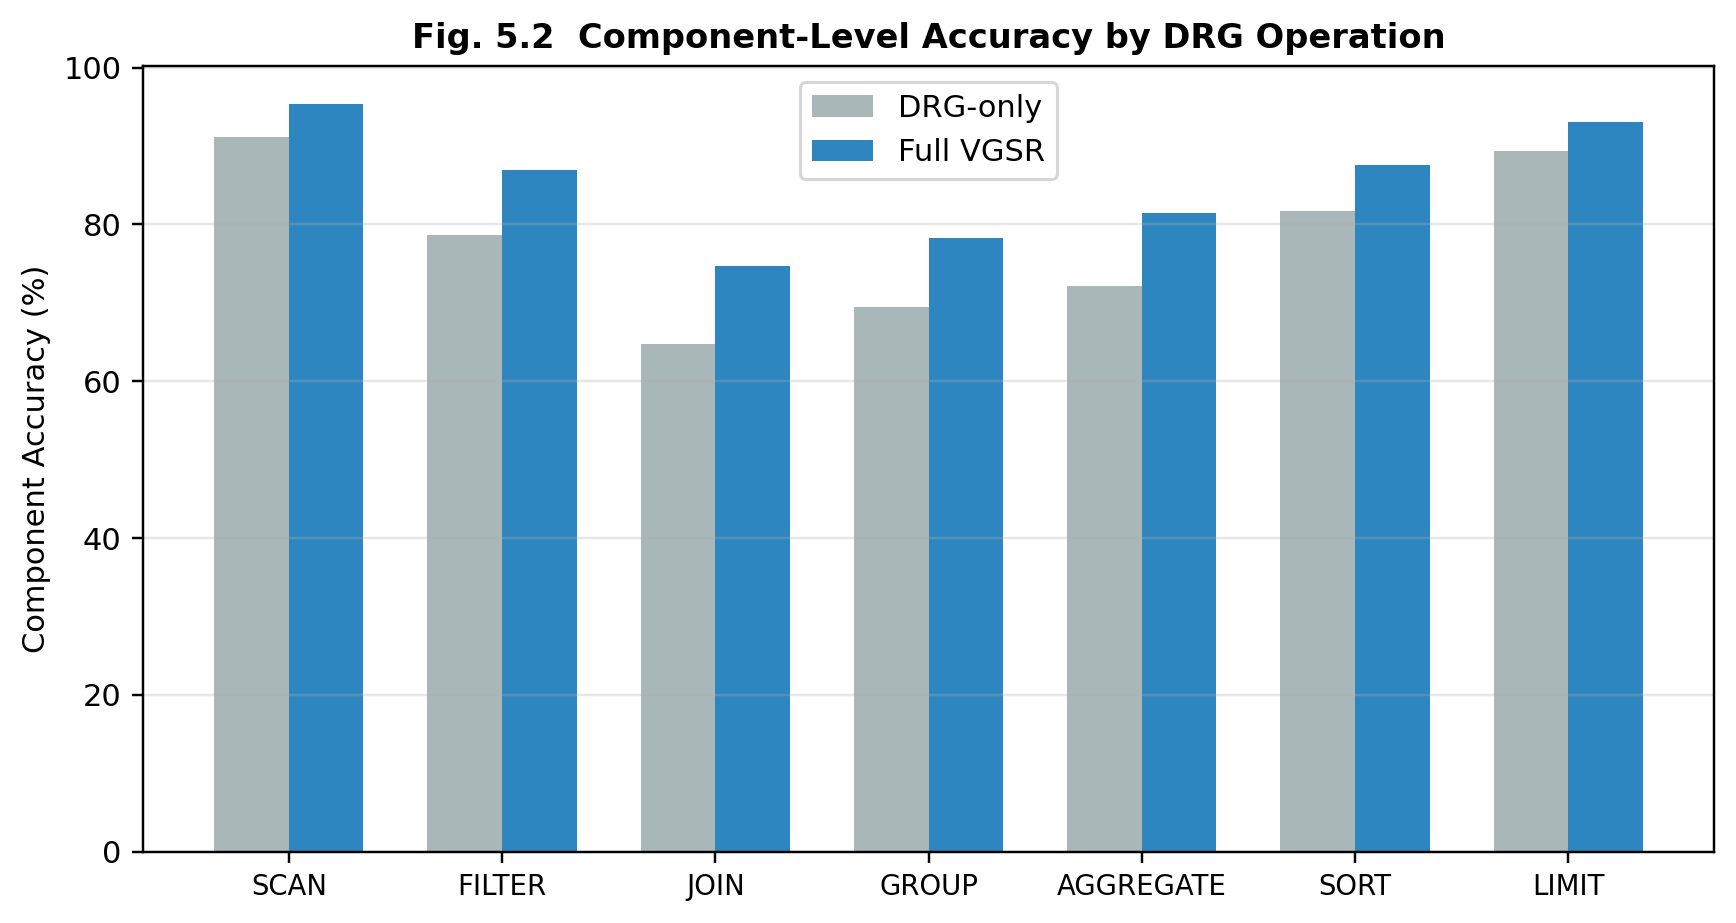 Fig. 5.2  Component-Level Accuracy by DRG Operation
DRG-only
Full VGSR
Component Accuracy (%)
100
80
60
40
20
0
SCAN FILTER JOIN GROUP AGGREGATE SORT LIMIT